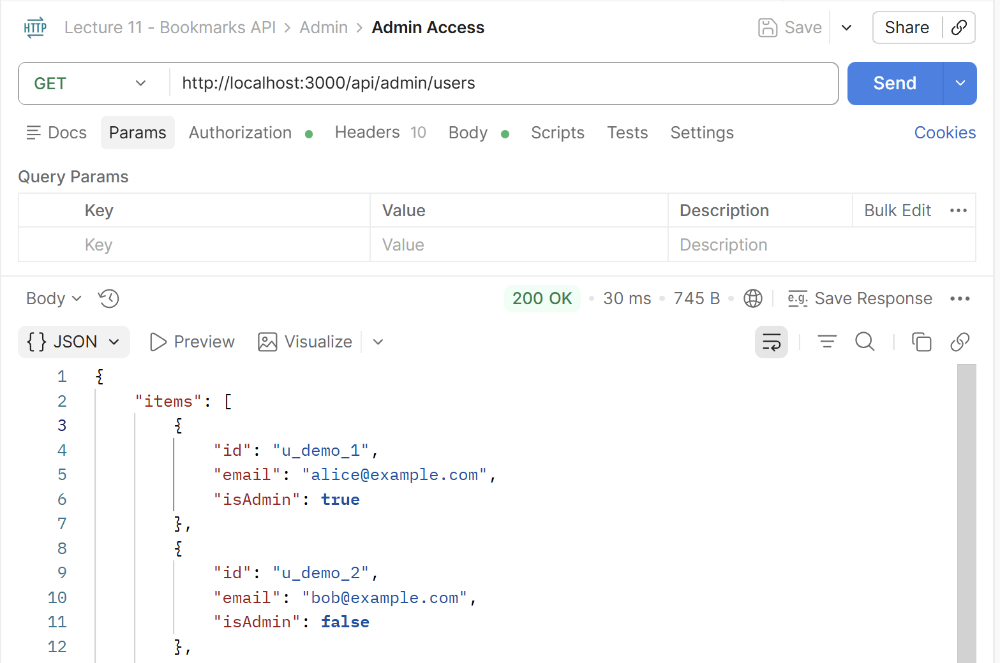 HTTP Lecture 11 - Bookmarks API > Admin > Admin Access Save Share
GET http://localhost:3000/api/admin/users Send
Docs Params Authorization Headers 10 Body Scripts Tests Settings Cookies
Query Params
Key Value Description Bulk Edit
Key Value Description
Body 200 OK 30 ms 745 B e.g. Save Response
{} JSON Preview Visualize
1 {
2 "items": [
3 {
4 "id": "u_demo_1",
5 "email": "alice@example.com",
6 "isAdmin": true
7 },
8 {
9 "id": "u_demo_2",
10 "email": "bob@example.com",
11 "isAdmin": false
12 },